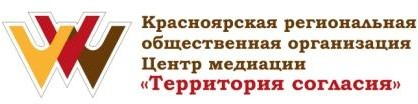 Красноярская региональная
общественная организация
Центр медиации
«Территория согласия»